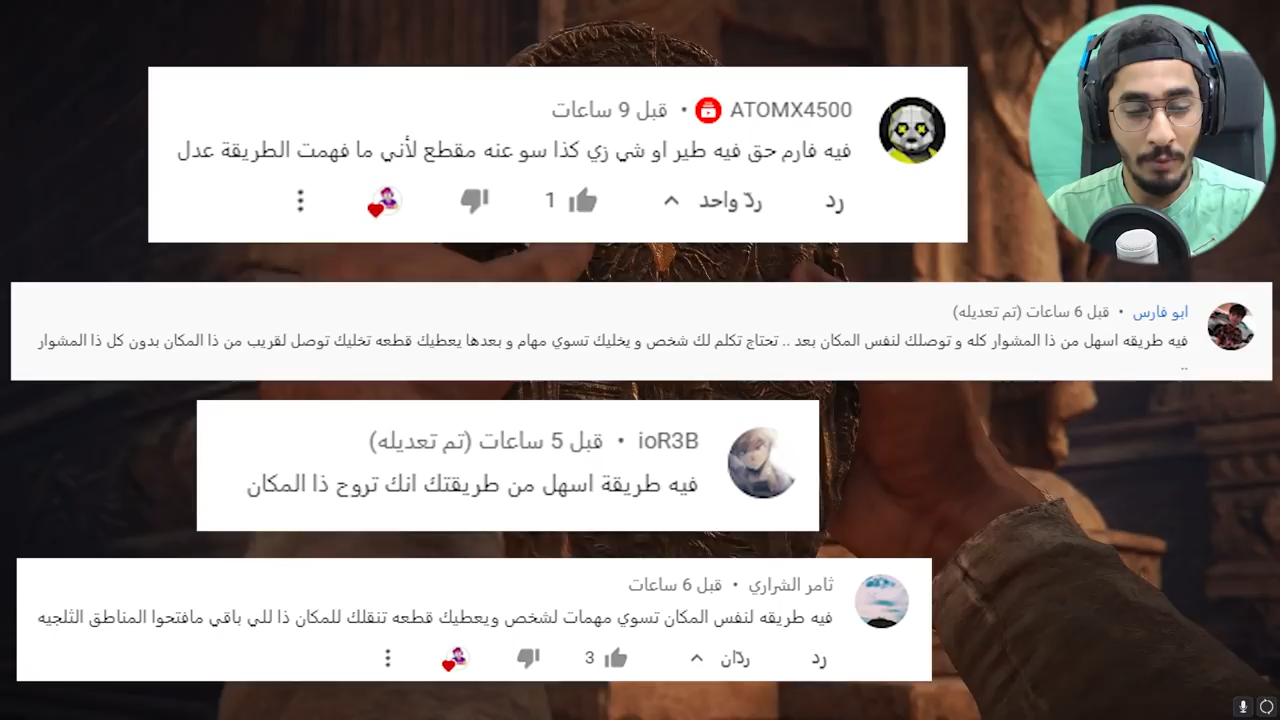 ATOMX4500 • قبل 9 ساعات
فيه فارم حق فيه طير او شي زي كذا سو عنه مقطع لأني ما فهمت الطريقة عدل
رد ردّ واحد 1
ابو فارس • قبل 6 ساعات (تم تعديله)
فيه طريقه اسهل من ذا المشوار كله و توصلك لنفس المكان بعد .. تحتاج تكلم لك شخص و يخليك تسوي مهام و بعدها يعطيك قطعه تخليك توصل لقريب من ذا المكان بدون كل ذا المشوار
..
ioR3B • قبل 5 ساعات (تم تعديله)
فيه طريقة اسهل من طريقتك انك تروح ذا المكان
ثامر الشراري • قبل 6 ساعات
فيه طريقه لنفس المكان تسوي مهمات لشخص ويعطيك قطعه تنقلك للمكان ذا للي باقي مافتحوا المناطق الثلجيه
رد ردّان 3